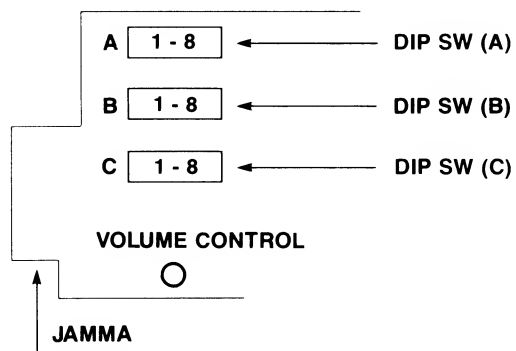 A 1 - 8 DIP SW (A)
B 1 - 8 DIP SW (B)
C 1 - 8 DIP SW (C)
VOLUME CONTROL
JAMMA